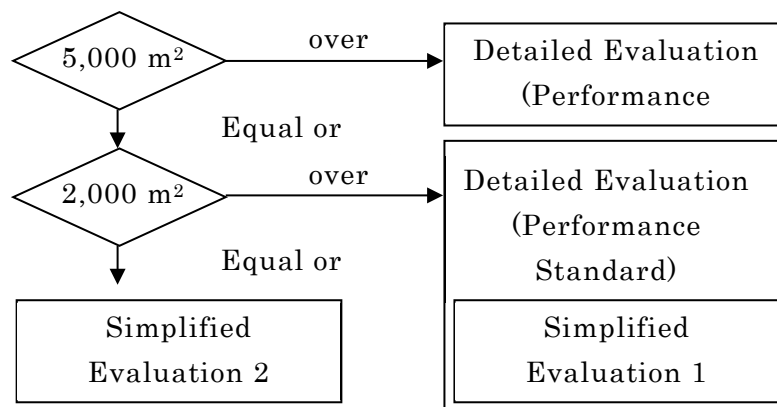 5,000 m²
over
Detailed Evaluation
(Performance
Equal or
2,000 m²
over
Detailed Evaluation
(Performance
Standard)
Equal or
Simplified
Evaluation 2
Simplified
Evaluation 1